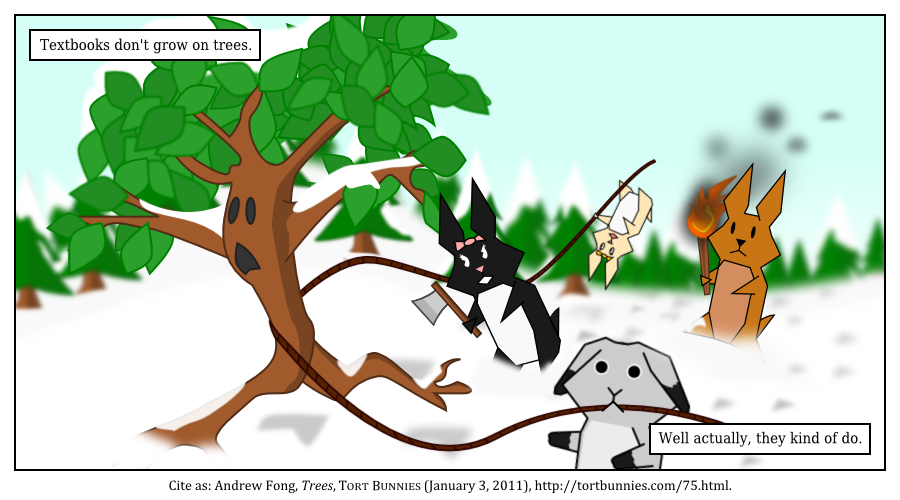 Textbooks don't grow on trees.
Well actually, they kind of do.
Cite as: Andrew Fong, Trees, TORT BUNNIES (January 3, 2011), http://tortbunnies.com/75.html.